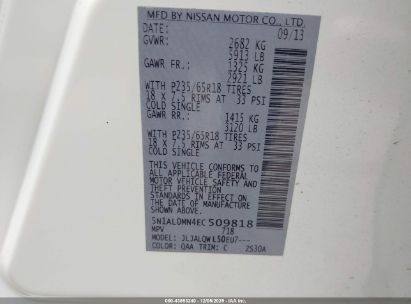 MFD BY NISSAN MOTOR CO., LTD.
DATE: 09/13
GVWR: 2682 KG
5913 LB
GAWR FR.: 1325 KG
2921 LB
WITH P235/65R18 TIRES
18 X 7.5 RIMS AT 33 PSI
COLD SINGLE
GAWR RR.: 1415 KG
3120 LB
WITH P235/65R18 TIRES
18 X 7.5 RIMS AT 33 PSI
COLD SINGLE
THIS VEHICLE CONFORMS TO
ALL APPLICABLE FEDERAL
MOTOR VEHICLE SAFETY AND
THEFT PREVENTION
STANDARDS IN EFFECT ON
THE DATE OF MANUFACTURE
SHOWN ABOVE.
5N1AL0MN4EC509818
MPV T18
MODEL: JLJALQWL50EU7---
COLOR: QAA TRIM: C 2530A